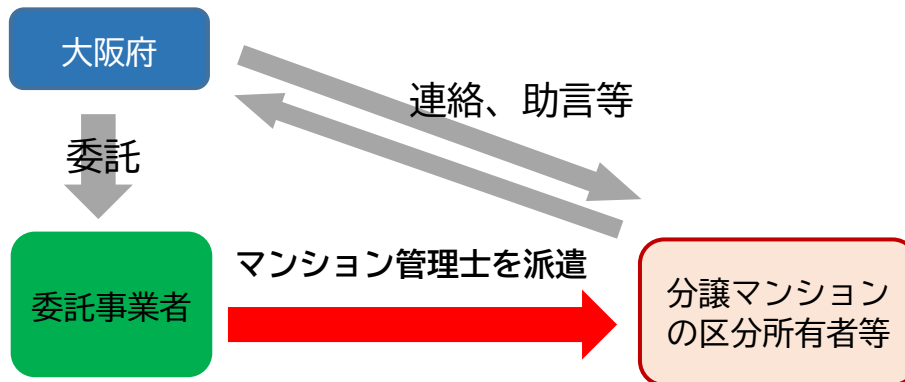 大阪府
連絡、助言等
委託
マンション管理士を派遣
委託事業者
分譲マンション
の区分所有者等